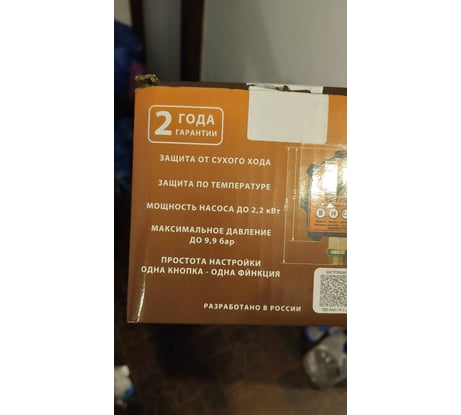 2 ГОДА
ГАРАНТИИ
ЗАЩИТА ОТ СУХОГО ХОДА
ЗАЩИТА ПО ТЕМПЕРАТУРЕ
МОЩНОСТЬ НАСОСА ДО 2,2 кВт
МАКСИМАЛЬНОЕ ДАВЛЕНИЕ
ДО 9,9 бар
ПРОСТОТА НАСТРОЙКИ
ОДНА КНОПКА - ОДНА ФЙНКЦИЯ
РАЗРАБОТАНО В РОССИИ